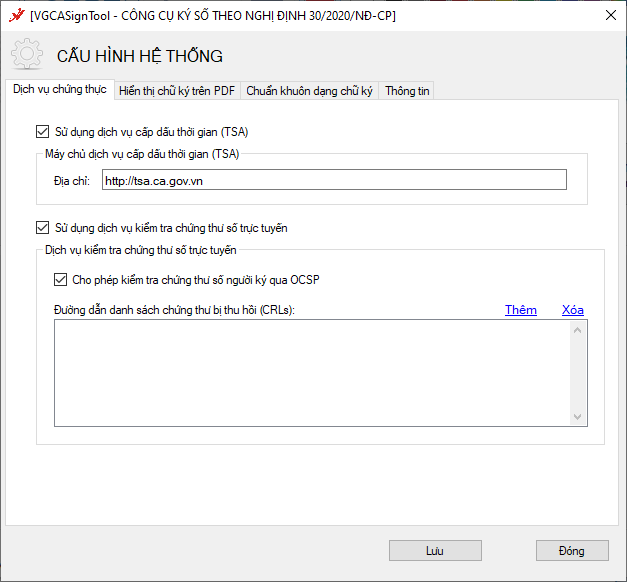 [VGCASignTool - CÔNG CỤ KÝ SỐ THEO NGHỊ ĐỊNH 30/2020/NĐ-CP]
CẤU HÌNH HỆ THỐNG
Dịch vụ chứng thực Hiển thị chữ ký trên PDF Chuẩn khuôn dạng chữ ký Thông tin
Sử dụng dịch vụ cấp dấu thời gian (TSA)
Máy chủ dịch vụ cấp dấu thời gian (TSA)
Địa chỉ: http://tsa.ca.gov.vn
Sử dụng dịch vụ kiểm tra chứng thư số trực tuyến
Dịch vụ kiểm tra chứng thư số trực tuyến
Cho phép kiểm tra chứng thư số người ký qua OCSP
Đường dẫn danh sách chứng thư bị thu hồi (CRLs): Thêm Xóa
Lưu Đóng